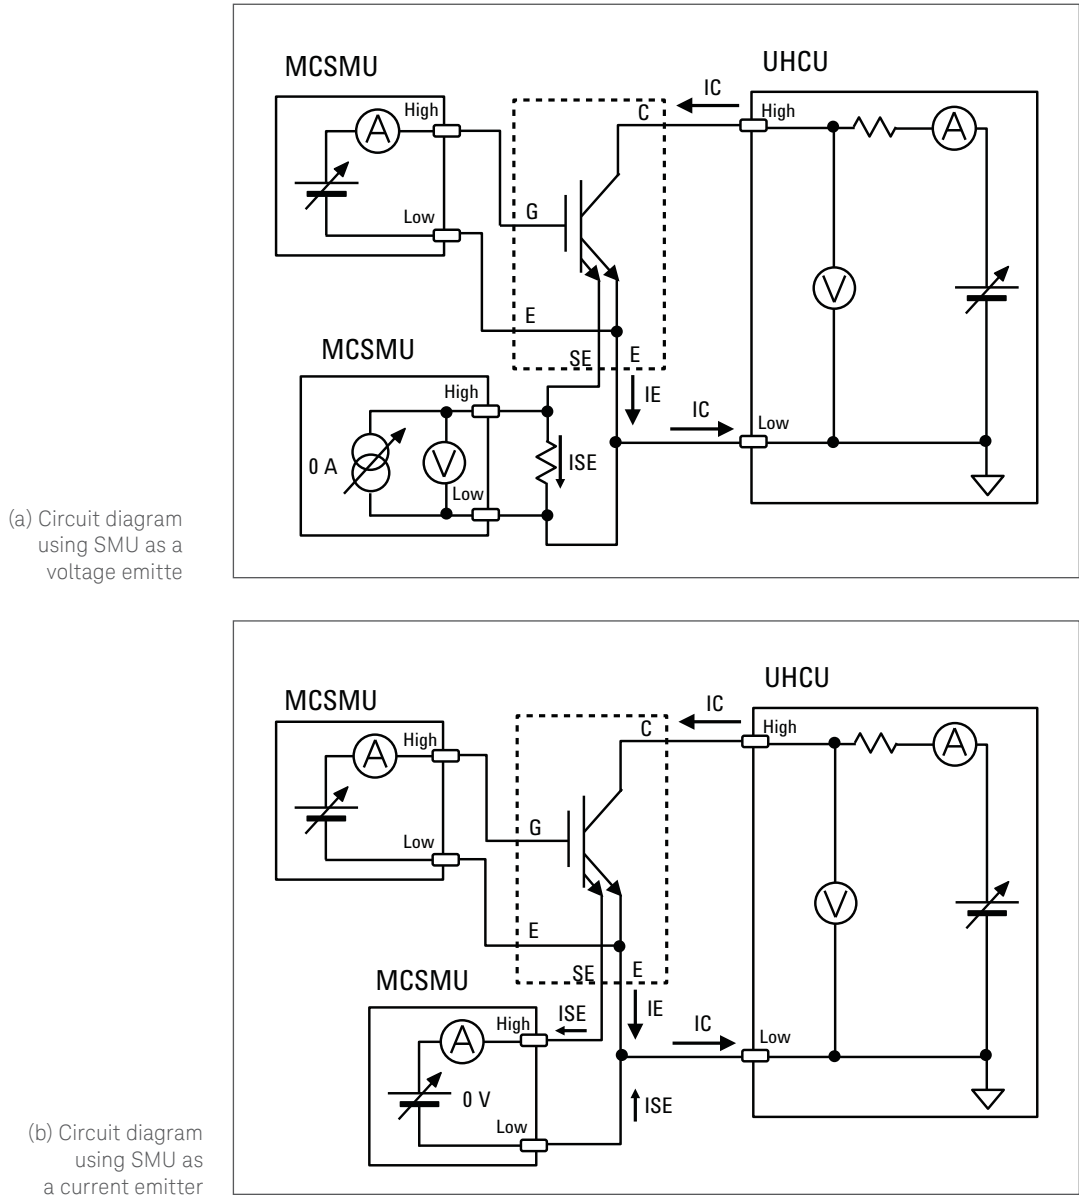 MCSMU
UHCU
IC
High
High
C
A
A
Low
G
V
E
MCSMU
SE
E
High
IE
IC
Low
0 A
V
ISE
Low
(a) Circuit diagram
using SMU as a
voltage emitte
UHCU
MCSMU
IC
High
High
C
A
A
Low
G
V
E
MCSMU
SE
E
High
ISE
IE
IC
Low
A
0 V
ISE
Low
(b) Circuit diagram
using SMU as
a current emitter